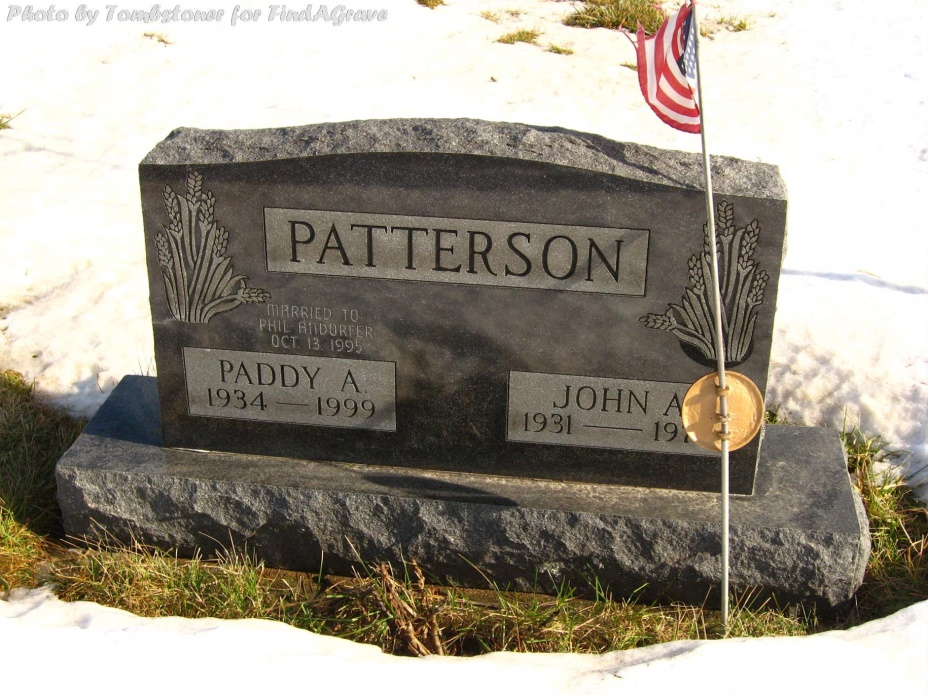 Photo by Tombstoner for FindAGrave
PATTERSON
MARRIED TO
PHIL ANDORFER
OCT. 13. 1995
PADDY A.
1934 — 1999
JOHN A
1931 —